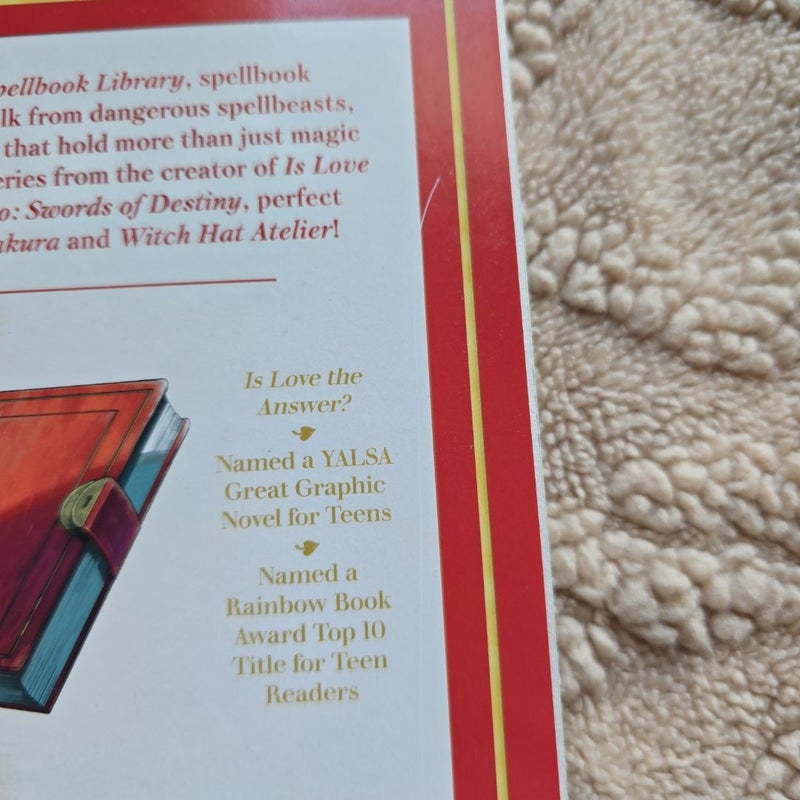 pellbook Library, spellbook
lk from dangerous spellbeasts,
that hold more than just magic
eries from the creator of Is Love
o: Swords of Destiny, perfect
akura and Witch Hat Atelier!
Is Love the
Answer?
Named a YALSA
Great Graphic
Novel for Teens
Named a
Rainbow Book
Award Top 10
Title for Teen
Readers